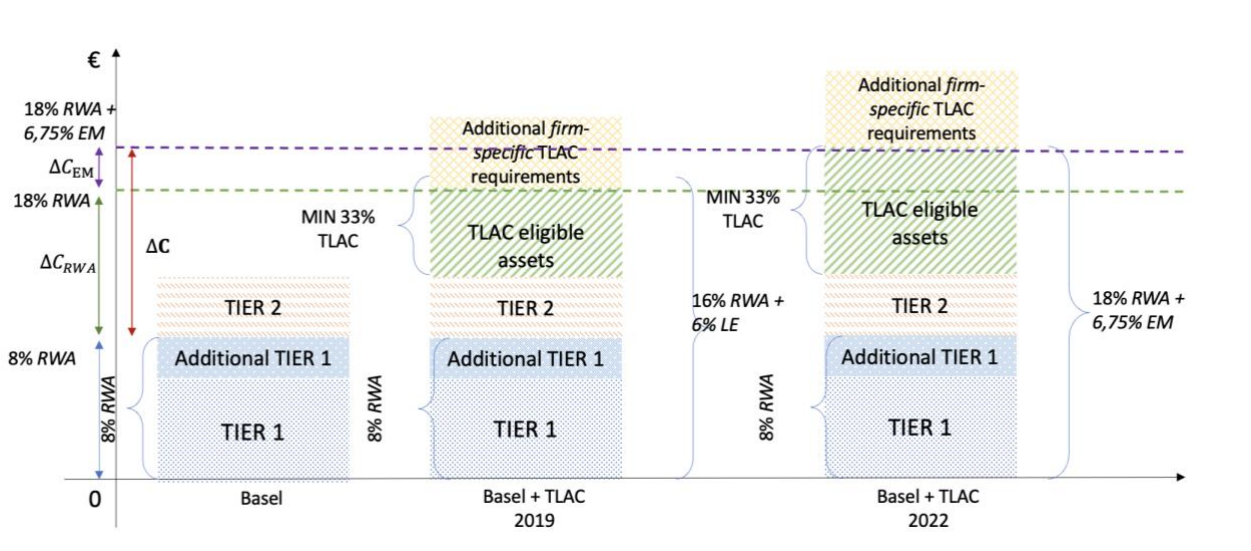 €
18% RWA +
6,75% EM
ΔC_EM
18% RWA
ΔC_RWA
ΔC
8% RWA
8% RWA
0
TIER 2
Additional TIER 1
TIER 1
Basel
MIN 33%
TLAC
8% RWA
Additional firm-
specific TLAC
requirements
TLAC eligible
assets
TIER 2
Additional TIER 1
TIER 1
Basel + TLAC
2019
16% RWA +
6% LE
MIN 33%
TLAC
8% RWA
Additional firm-
specific TLAC
requirements
TLAC eligible
assets
TIER 2
Additional TIER 1
TIER 1
Basel + TLAC
2022
18% RWA +
6,75% EM